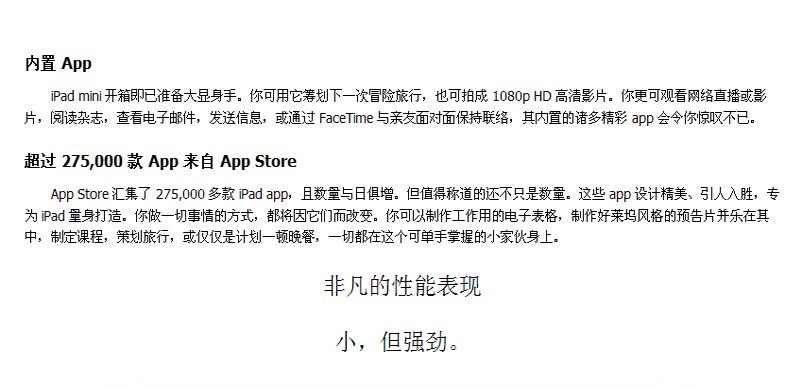 内置 App
iPad mini 开箱即已准备大显身手。你可用它筹划下一次冒险旅行，也可拍成 1080p HD 高清影片。你更可观看网络直播或影
片，阅读杂志，查看电子邮件，发送信息，或通过 FaceTime 与亲友面对面保持联络，其内置的诸多精彩 app 会令你惊叹不已。
超过 275,000 款 App 来自 App Store
App Store 汇集了 275,000 多款 iPad app，且数量与日俱增。但值得称道的还不只是数量。这些 app 设计精美、引人入胜，专
为 iPad 量身打造。你做一切事情的方式，都将因它们而改变。你可以制作工作用的电子表格，制作好莱坞风格的预告片并乐在其
中，制定课程，策划旅行，或仅仅是计划一顿晚餐，一切都在这个可单手掌握的小家伙身上。
非凡的性能表现
小，但强劲。